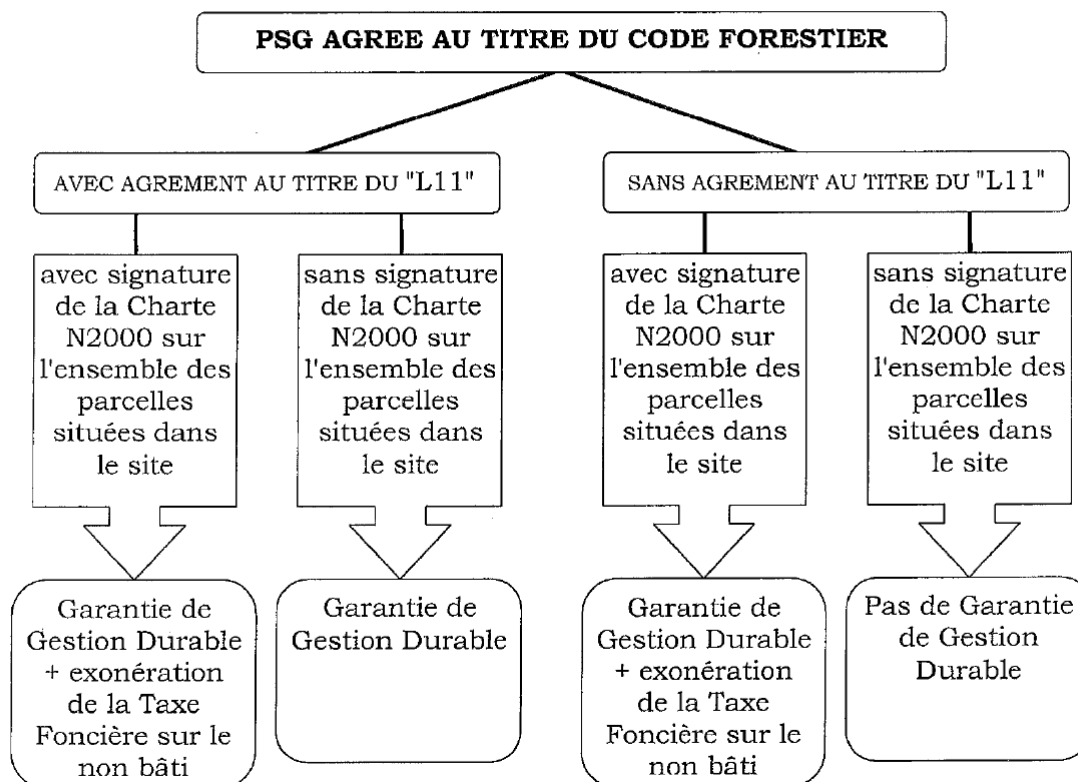 PSG AGREE AU TITRE DU CODE FORESTIER
AVEC AGREMENT AU TITRE DU "L11"
SANS AGREMENT AU TITRE DU "L11"
avec signature
de la Charte
N2000 sur
l'ensemble des
parcelles
situées dans
le site
sans signature
de la Charte
N2000 sur
l'ensemble des
parcelles
situées dans
le site
avec signature
de la Charte
N2000 sur
l'ensemble des
parcelles
situées dans
le site
sans signature
de la Charte
N2000 sur
l'ensemble des
parcelles
situées dans
le site
Garantie de
Gestion Durable
+ exonération
de la Taxe
Foncière sur le
non bâti
Garantie de
Gestion Durable
Garantie de
Gestion Durable
+ exonération
de la Taxe
Foncière sur le
non bâti
Pas de Garantie
de Gestion
Durable